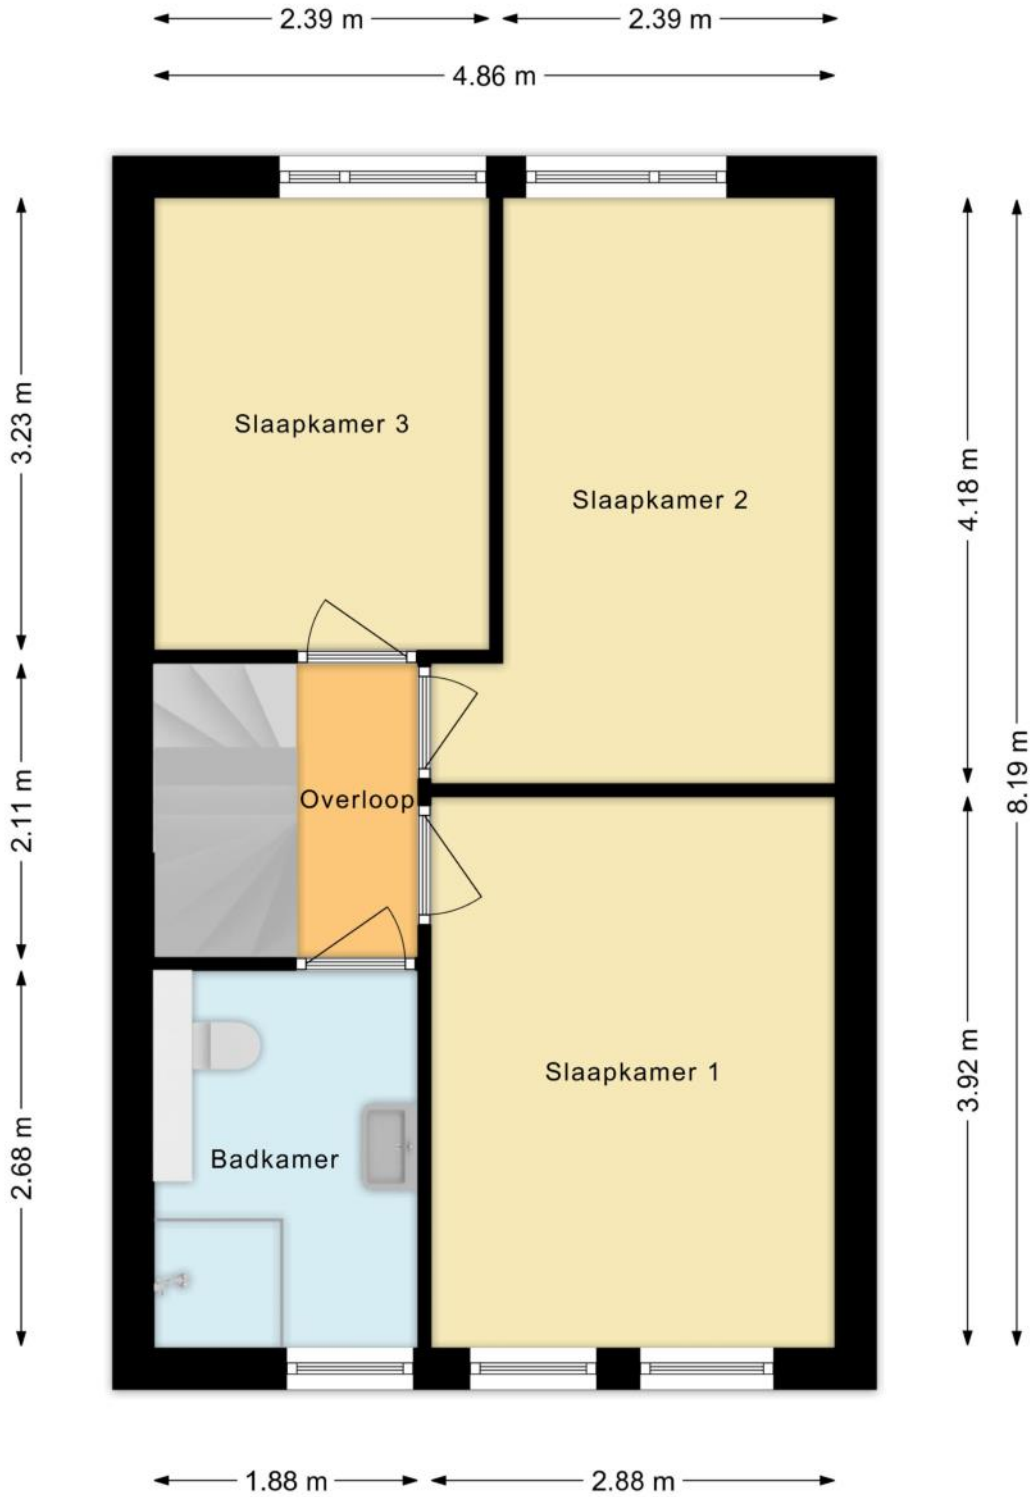 2.39 m
2.39 m
4.86 m
3.23 m
Slaapkamer 3
4.18 m
Slaapkamer 2
2.11 m
Overloop
8.19 m
3.92 m
Slaapkamer 1
2.68 m
Badkamer
1.88 m
2.88 m